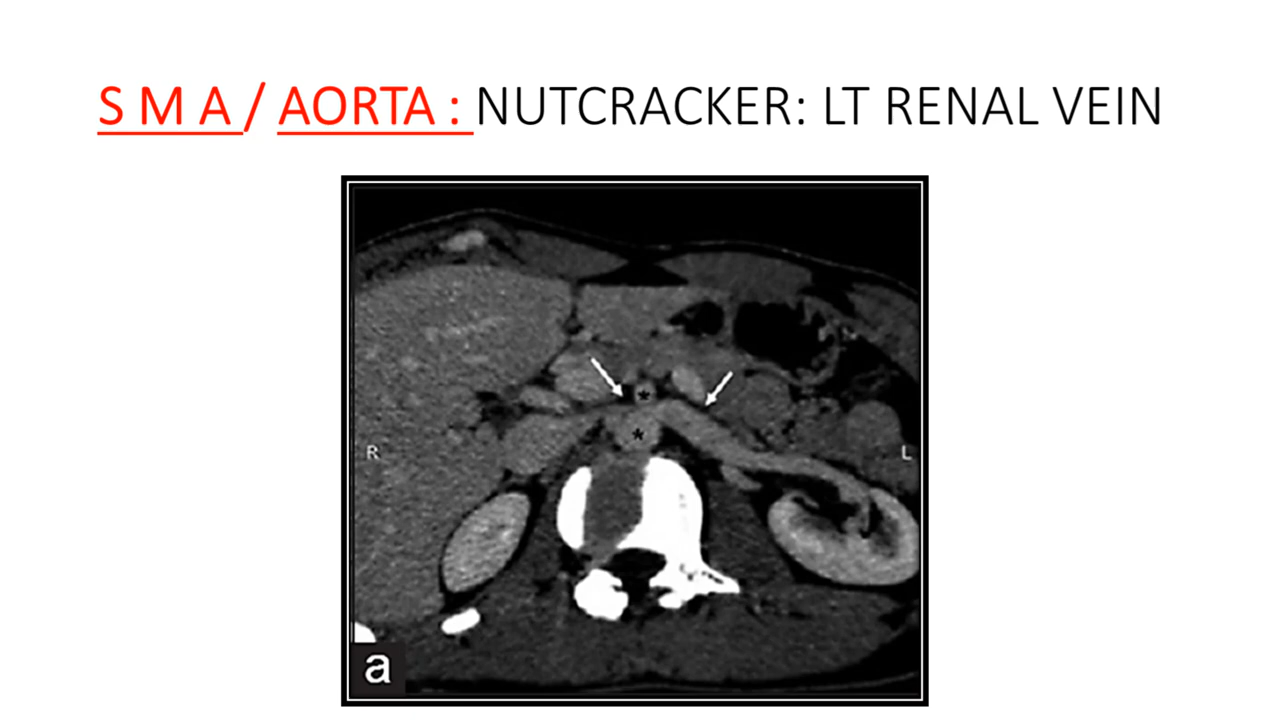 S M A / AORTA : NUTCRACKER: LT RENAL VEIN
* 
*
R
L
a